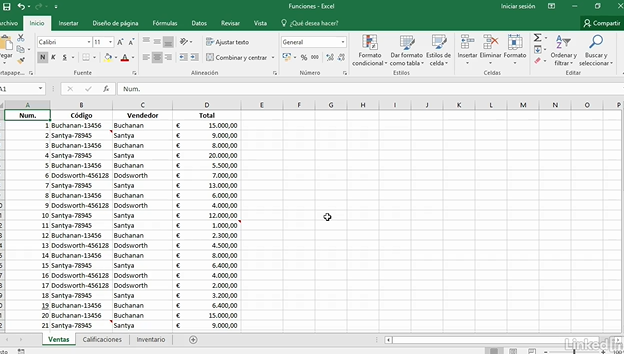 Funciones - Excel
Iniciar sesión
Archivo Inicio Insertar Diseño de página Fórmulas Datos Revisar Vista ¿Qué desea hacer? Compartir
Calibri 11 Ajustar texto General
N K S Combinar y centrar % 000
Formato condicional Dar formato como tabla Estilos de celda Insertar Eliminar Formato Ordenar y filtrar Buscar y seleccionar
Fuente Alineación Número Estilos Celdas Modificar
A1 fx Num.
A B C D E F G H I J K L M N O P
Num. Código Vendedor Total
1 Buchanan-13456 Buchanan € 15.000,00
2 Santya-78945 Santya € 9.000,00
3 Buchanan-13456 Buchanan € 8.000,00
4 Santya-78945 Santya € 20.000,00
5 Buchanan-13456 Buchanan € 5.500,00
6 Dodsworth-456128 Dodsworth € 7.000,00
7 Santya-78945 Santya € 13.000,00
8 Buchanan-13456 Buchanan € 6.000,00
9 Dodsworth-456128 Dodsworth € 4.000,00
10 Santya-78945 Santya € 12.000,00
11 Santya-78945 Santya € 1.000,00
12 Buchanan-13456 Buchanan € 2.300,00
13 Dodsworth-456128 Dodsworth € 4.500,00
14 Buchanan-13456 Buchanan € 8.000,00
15 Santya-78945 Santya € 6.400,00
16 Dodsworth-456128 Dodsworth € 4.000,00
17 Dodsworth-456128 Dodsworth € 2.000,00
18 Santya-78945 Santya € 3.200,00
19 Buchanan-13456 Buchanan € 6.400,00
20 Buchanan-13456 Buchanan € 15.000,00
21 Santya-78945 Santya € 9.000,00
Ventas Calificaciones Inventario
LinkedIn